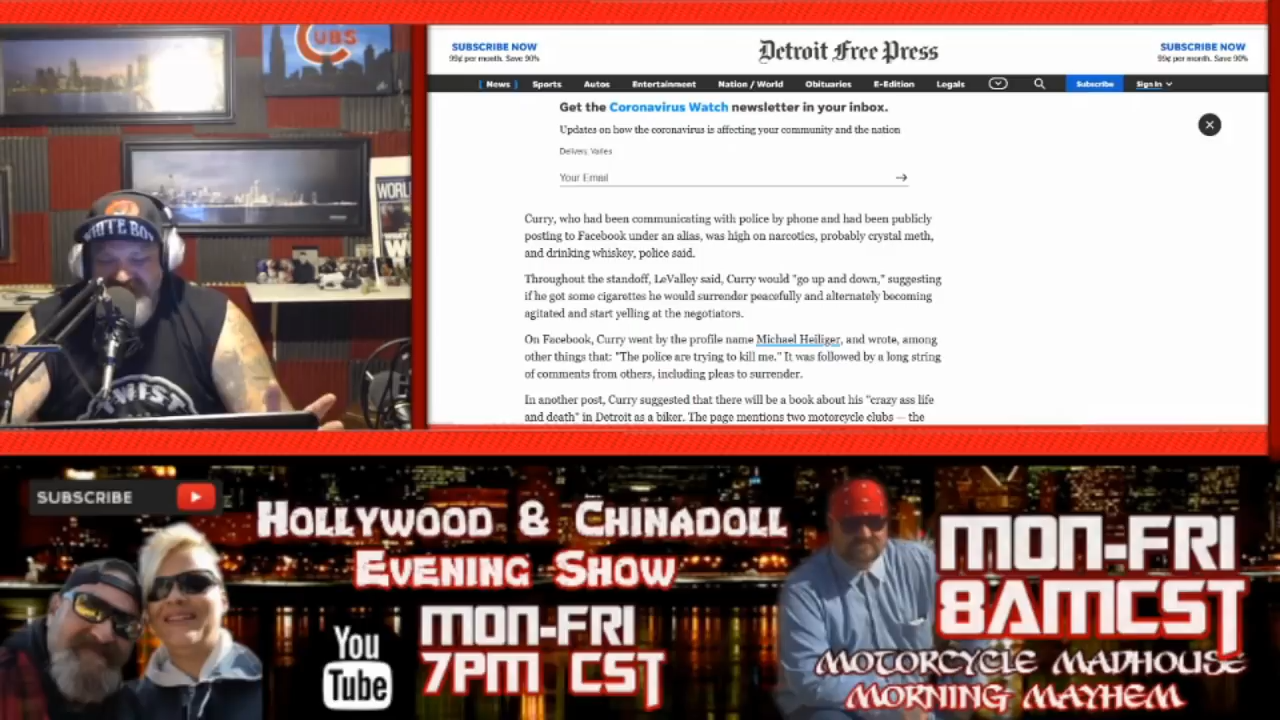 CUBS
WHITE BOY
WORL
SUBSCRIBE NOW
99¢ per month. Save 90%
Detroit Free Press
SUBSCRIBE NOW
99¢ per month. Save 90%
News Sports Autos Entertainment Nation / World Obituaries E-Edition Legals Subscribe Sign In
Get the Coronavirus Watch newsletter in your inbox.
Updates on how the coronavirus is affecting your community and the nation
Delivery: Varies
Your Email
Curry, who had been communicating with police by phone and had been publicly
posting to Facebook under an alias, was high on narcotics, probably crystal meth,
and drinking whiskey, police said.
Throughout the standoff, LeValley said, Curry would "go up and down," suggesting
if he got some cigarettes he would surrender peacefully and alternately becoming
agitated and start yelling at the negotiators.
On Facebook, Curry went by the profile name Michael Heiliger, and wrote, among
other things that: "The police are trying to kill me." It was followed by a long string
of comments from others, including pleas to surrender.
In another post, Curry suggested that there will be a book about his "crazy ass life
and death" in Detroit as a biker. The page mentions two motorcycle clubs — the
SUBSCRIBE
HOLLYWOOD & CHINADOLL
EVENING SHOW
YouTube
MON-FRI
7PM CST
MON-FRI
8AMCST
MOTORCYCLE MADHOUSE
MORNING MAYHEM